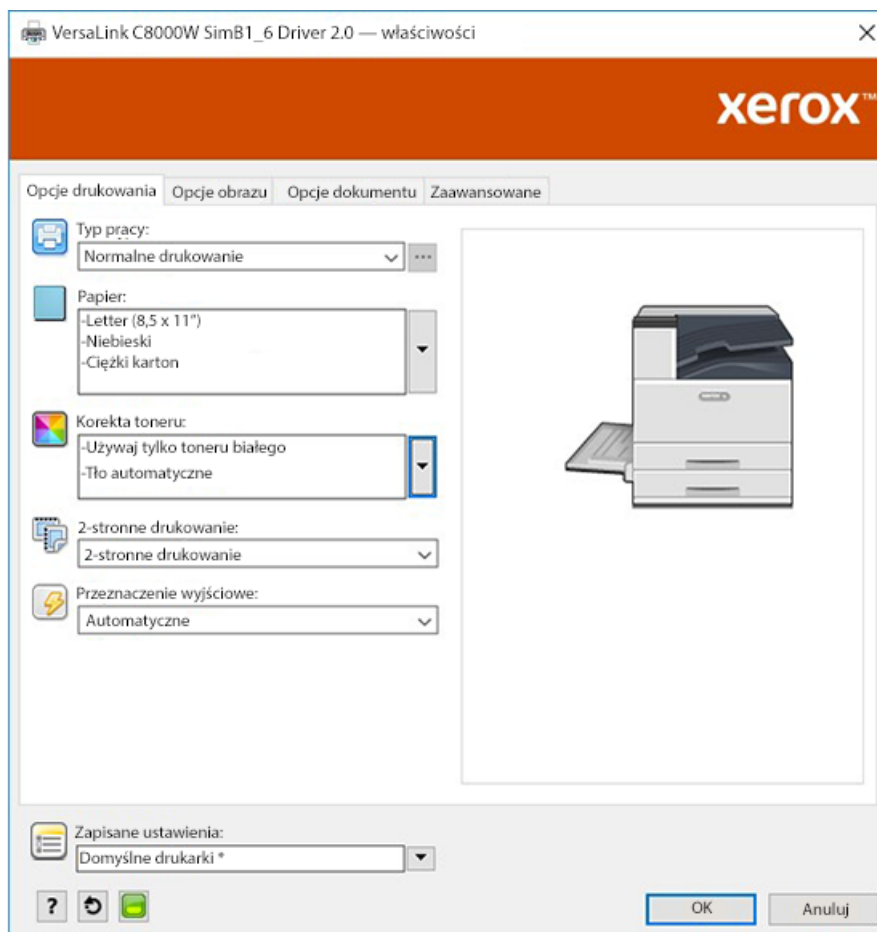 VersaLink C8000W SimB1_6 Driver 2.0 — właściwości
xerox™
Opcje drukowania Opcje obrazu Opcje dokumentu Zaawansowane
Typ pracy:
Normalne drukowanie
Papier:
-Letter (8,5 x 11")
-Niebieski
-Ciężki karton
Korekta toneru:
-Używaj tylko toneru białego
-Tło automatyczne
2-stronne drukowanie:
2-stronne drukowanie
Przeznaczenie wyjściowe:
Automatyczne
Zapisane ustawienia:
Domyślne drukarki *
?
OK Anuluj